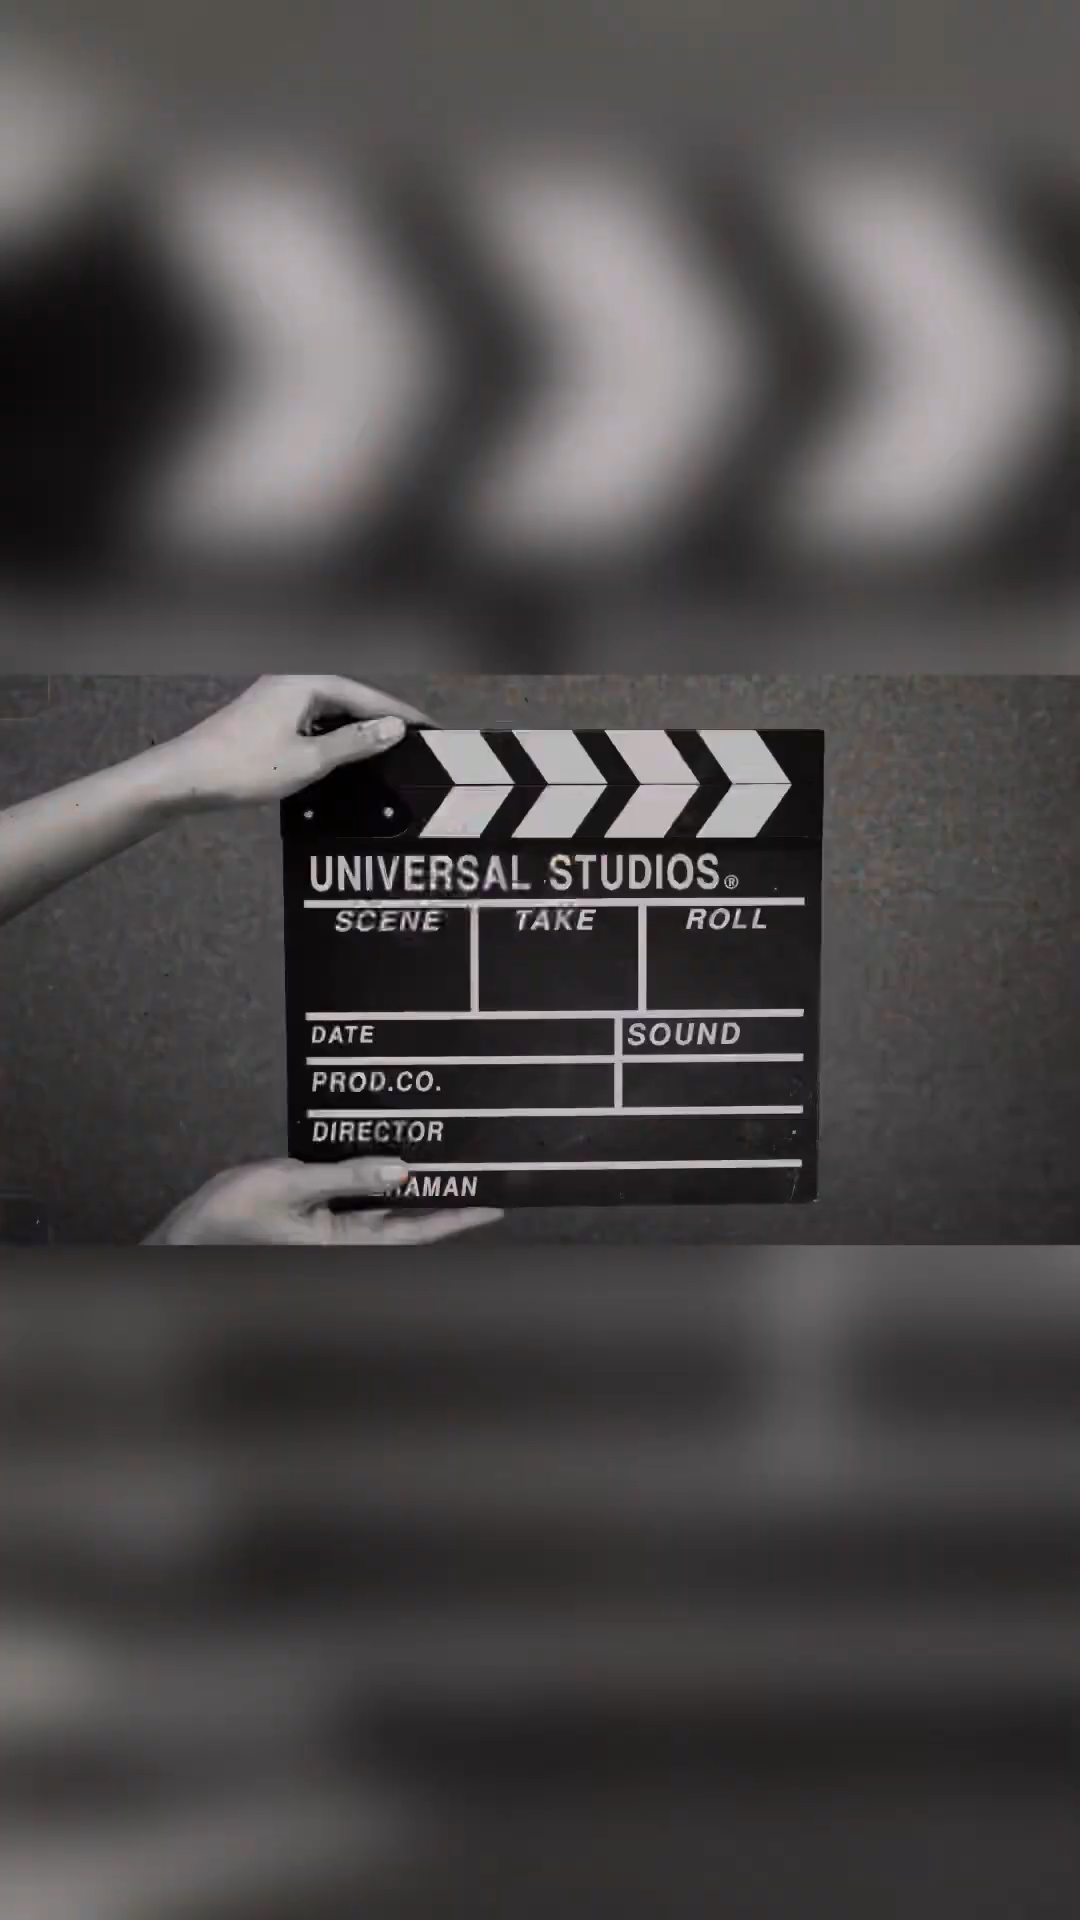 UNIVERSAL STUDIOS®
SCENE TAKE ROLL
DATE SOUND
PROD.CO.
DIRECTOR